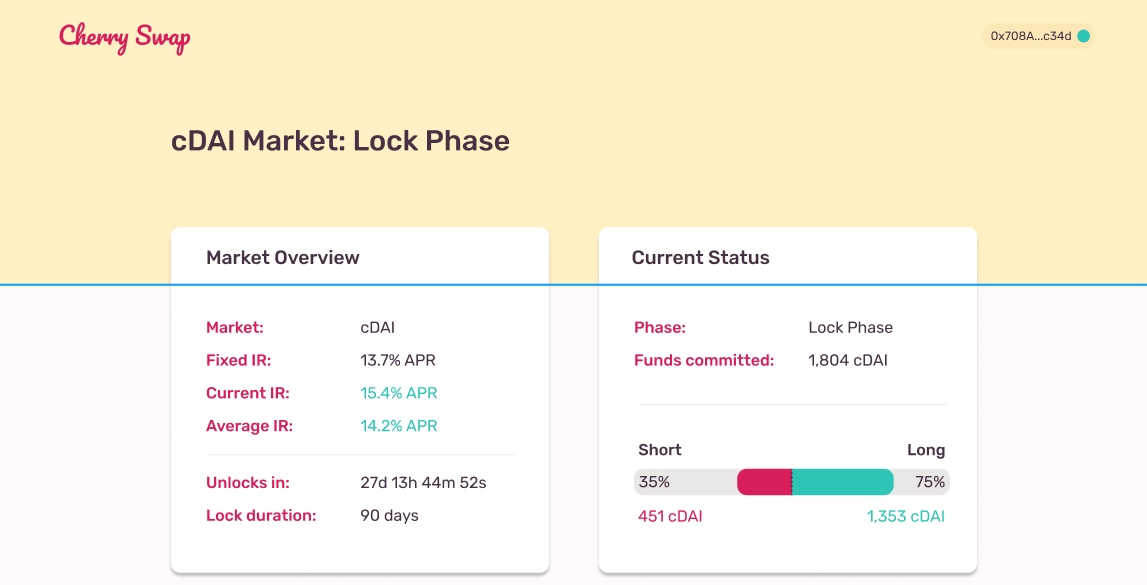 Cherry Swap
0x708A...c34d
cDAI Market: Lock Phase
Market Overview
Market: cDAI
Fixed IR: 13.7% APR
Current IR: 15.4% APR
Average IR: 14.2% APR
Unlocks in: 27d 13h 44m 52s
Lock duration: 90 days
Current Status
Phase: Lock Phase
Funds committed: 1,804 cDAI
Short Long
35% 75%
451 cDAI 1,353 cDAI